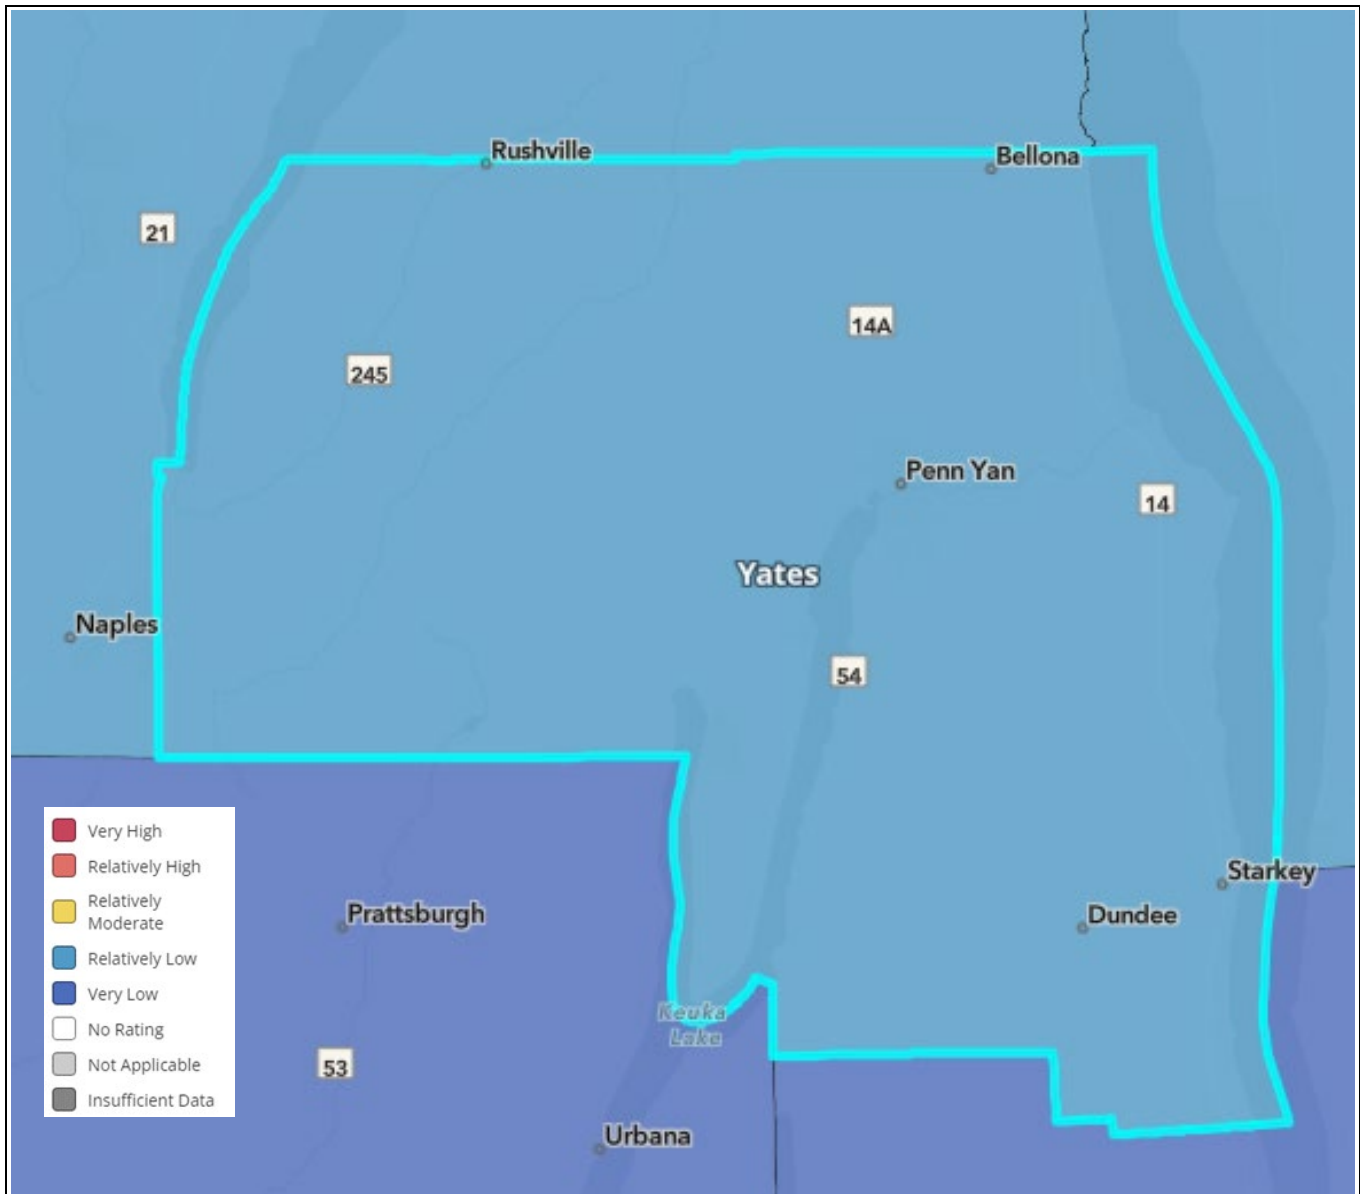 Rushville
Bellona
21
14A
245
Penn Yan
14
Yates
Naples
54
Very High
Relatively High
Relatively
Moderate
Relatively Low
Very Low
No Rating
Not Applicable
Insufficient Data
Starkey
Prattsburgh
Dundee
Keuka
Lake
53
Urbana